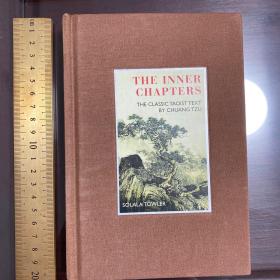 THE INNER
CHAPTERS
THE CLASSIC TAOIST TEXT
BY CHUANG TZU
SOLALA TOWLER